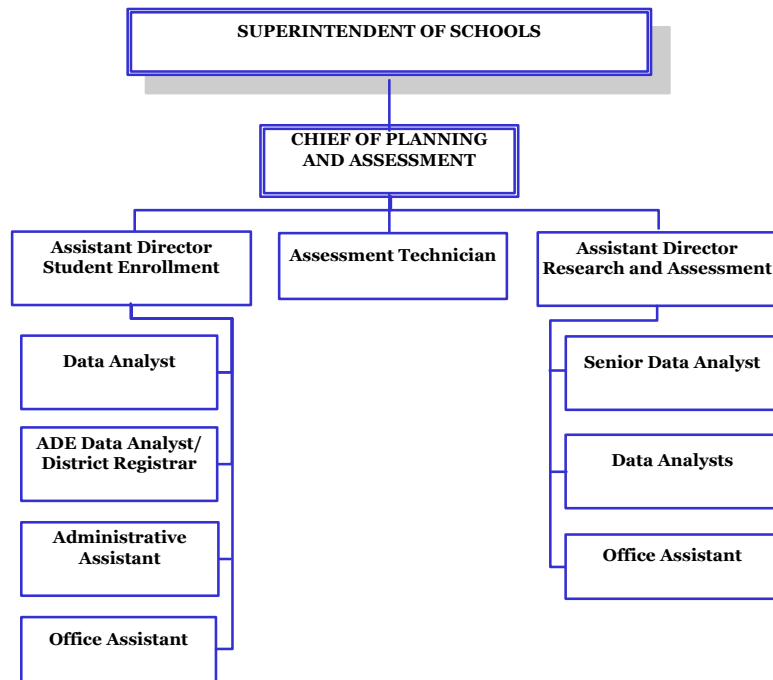 SUPERINTENDENT OF SCHOOLS
CHIEF OF PLANNING
AND ASSESSMENT
Assistant Director
Student Enrollment
Assessment Technician
Assistant Director
Research and Assessment
Data Analyst
ADE Data Analyst/
District Registrar
Administrative
Assistant
Office Assistant
Senior Data Analyst
Data Analysts
Office Assistant